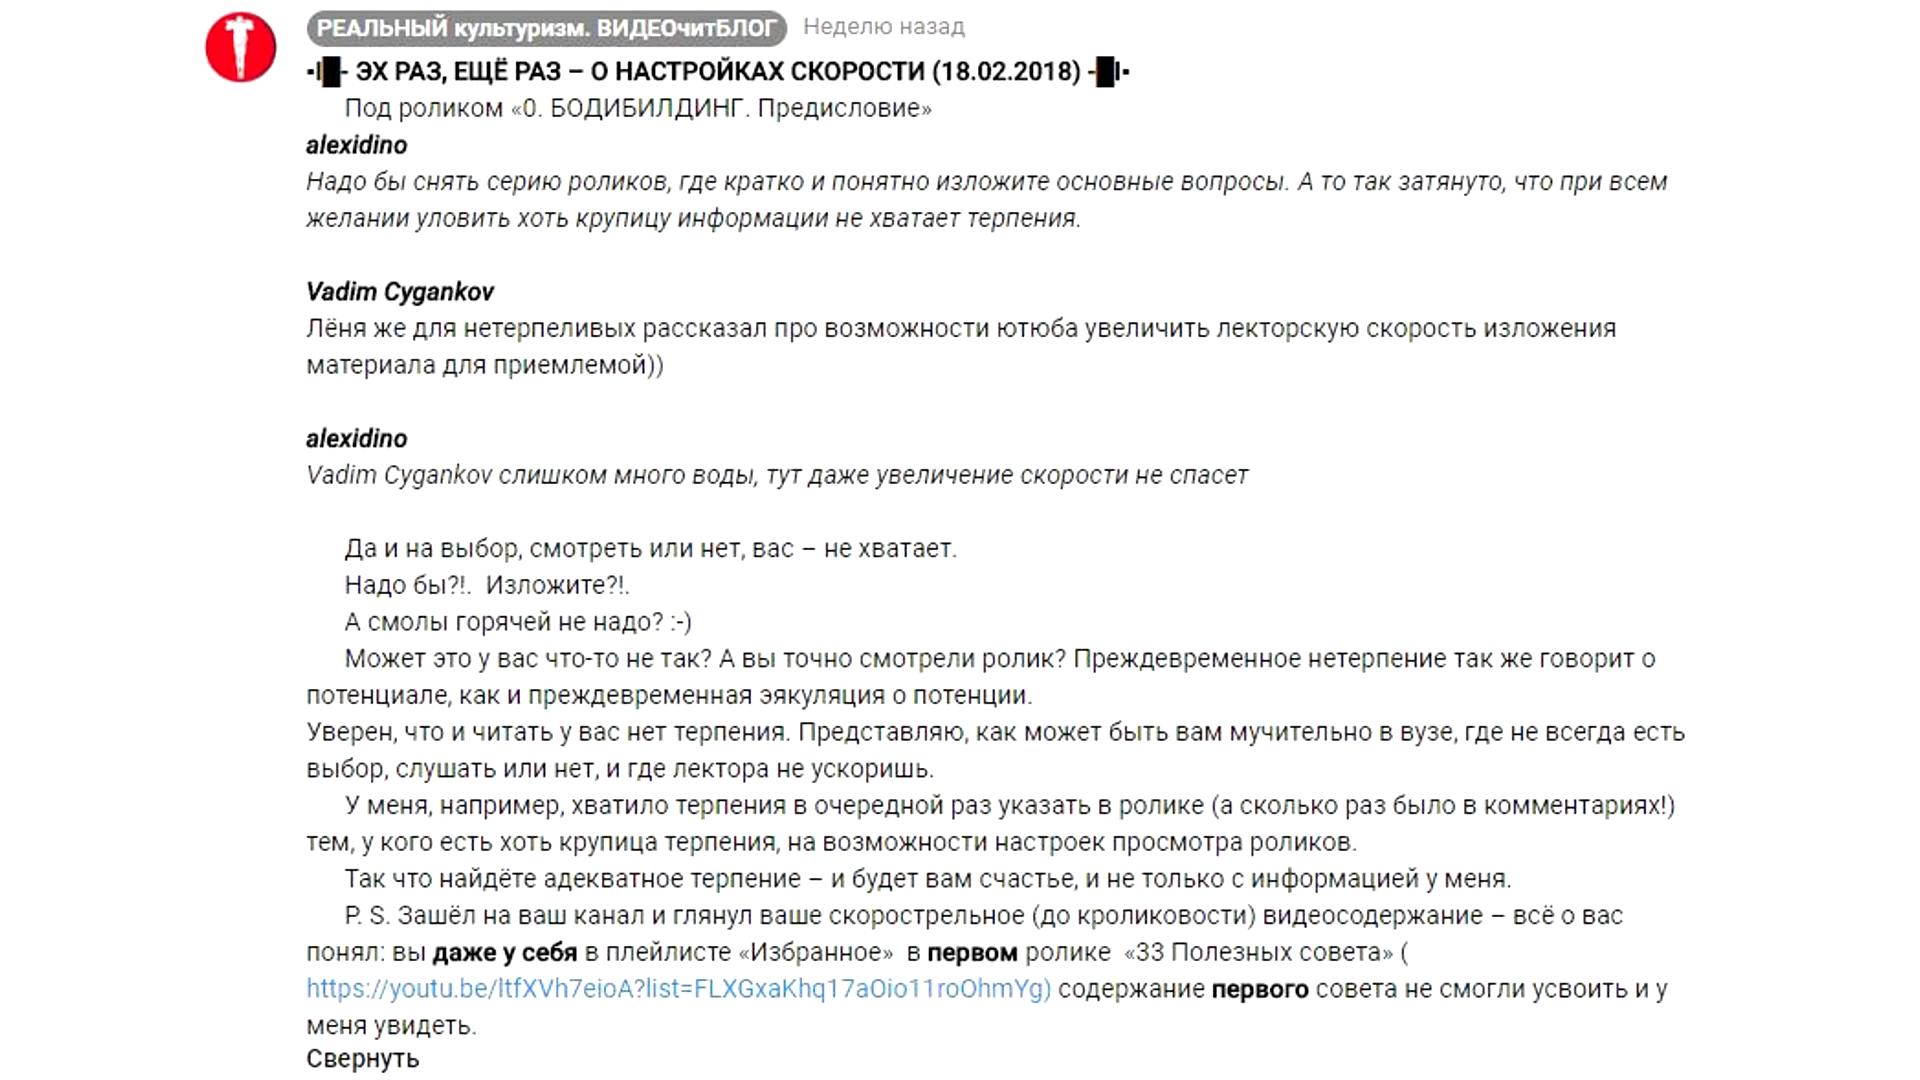 РЕАЛЬНЫЙ культуризм. ВИДЕОчитБЛОГ Неделю назад
▪I█- ЭХ РАЗ, ЕЩЁ РАЗ – О НАСТРОЙКАХ СКОРОСТИ (18.02.2018) -█I▪
Под роликом «0. БОДИБИЛДИНГ. Предисловие»
alexidino
Надо бы снять серию роликов, где кратко и понятно изложите основные вопросы. А то так затянуто, что при всем
желании уловить хоть крупицу информации не хватает терпения.
Vadim Cygankov
Лёня же для нетерпеливых рассказал про возможности ютюба увеличить лекторскую скорость изложения
материала для приемлемой))
alexidino
Vadim Cygankov слишком много воды, тут даже увеличение скорости не спасет
Да и на выбор, смотреть или нет, вас – не хватает.
Надо бы?!. Изложите?!.
А смолы горячей не надо? :-)
Может это у вас что-то не так? А вы точно смотрели ролик? Преждевременное нетерпение так же говорит о
потенциале, как и преждевременная эякуляция о потенции.
Уверен, что и читать у вас нет терпения. Представляю, как может быть вам мучительно в вузе, где не всегда есть
выбор, слушать или нет, и где лектора не ускоришь.
У меня, например, хватило терпения в очередной раз указать в ролике (а сколько раз было в комментариях!)
тем, у кого есть хоть крупица терпения, на возможности настроек просмотра роликов.
Так что найдёте адекватное терпение – и будет вам счастье, и не только с информацией у меня.
P. S. Зашёл на ваш канал и глянул ваше скорострельное (до кроликовости) видеосодержание – всё о вас
понял: вы даже у себя в плейлисте «Избранное» в первом ролике «33 Полезных совета» (
https://youtu.be/ltfXVh7eioA?list=FLXGxaKhq17aOio11roOhmYg) содержание первого совета не смогли усвоить и у
меня увидеть.
Свернуть